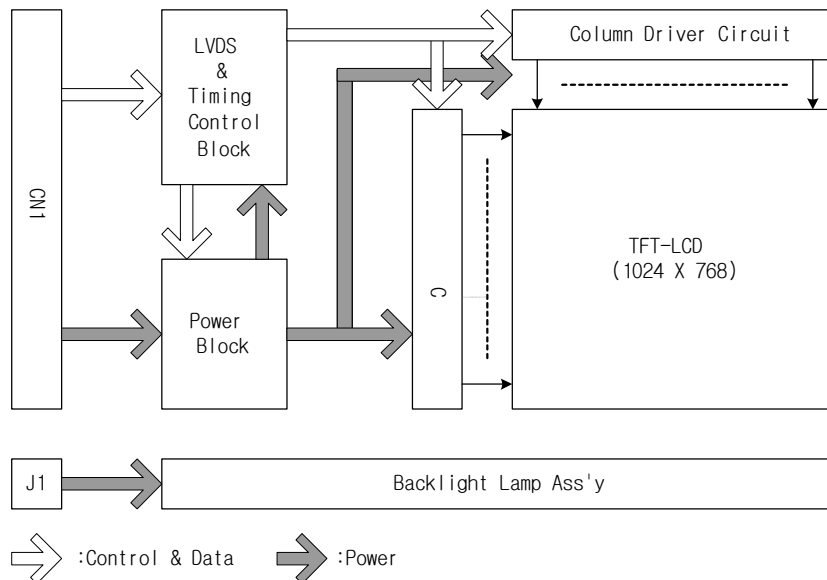 LVDS
&
Timing
Control
Block
Column Driver Circuit
CN1
TFT-LCD
(1024 X 768)
C
Power
Block
J1
Backlight Lamp Ass'y
:Control & Data
:Power